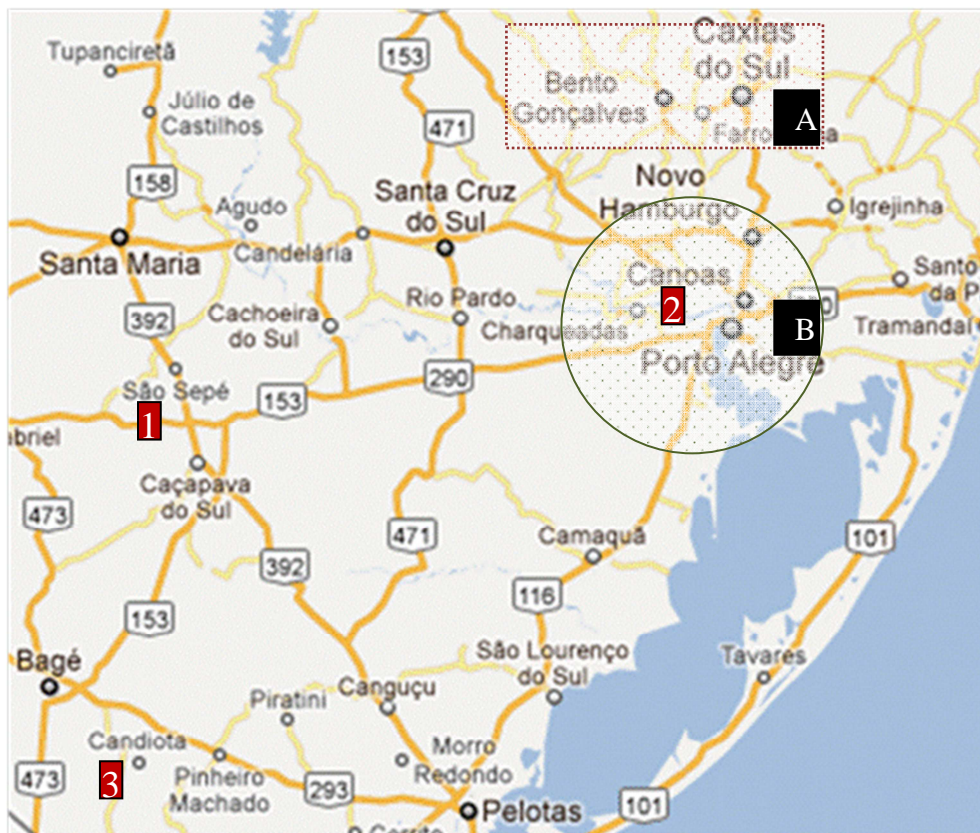 Caxias
do Sul
153
Tupanciretã
Bento
Gonçalves
Júlio de
Castilhos
A
471
158
Novo
Hamburgo
Santa Cruz
do Sul
Agudo
Igrejinha
Candelária
Santa Maria
Canoas
Santo
Rio Pardo
2
392
Cachoeira
do Sul
Charqueadas
Tramandaí
B
Porto Alegre
290
São Sepé
153
1
Caçapava
do Sul
473
471
Camaquã
101
392
116
153
São Lourenço
do Sul
Tavares
Bagé
Canguçu
Piratini
Candiota
Morro
Redondo
3
473
Pinheiro
Machado
293
101
Pelotas